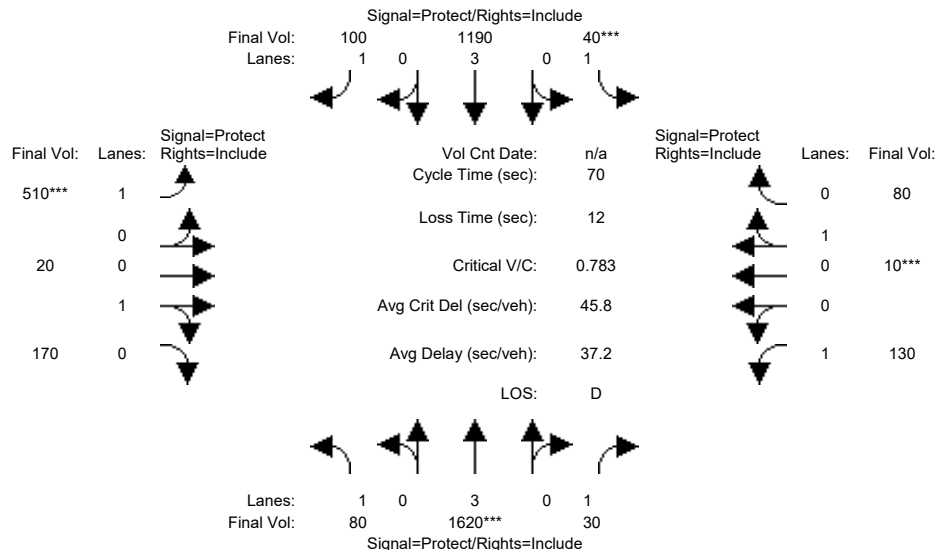 Signal=Protect/Rights=Include
Final Vol: 100 1190 40***
Lanes: 1 0 3 0 1
Signal=Protect Signal=Protect
Final Vol: Lanes: Rights=Include Vol Cnt Date: n/a Rights=Include Lanes: Final Vol:
Cycle Time (sec): 70
510*** 1 0 80
Loss Time (sec): 12
0 1
20 0 Critical V/C: 0.783 0 10***
1 Avg Crit Del (sec/veh): 45.8 0
170 0 Avg Delay (sec/veh): 37.2 1 130
LOS: D
Lanes: 1 0 3 0 1
Final Vol: 80 1620*** 30
Signal=Protect/Rights=Include